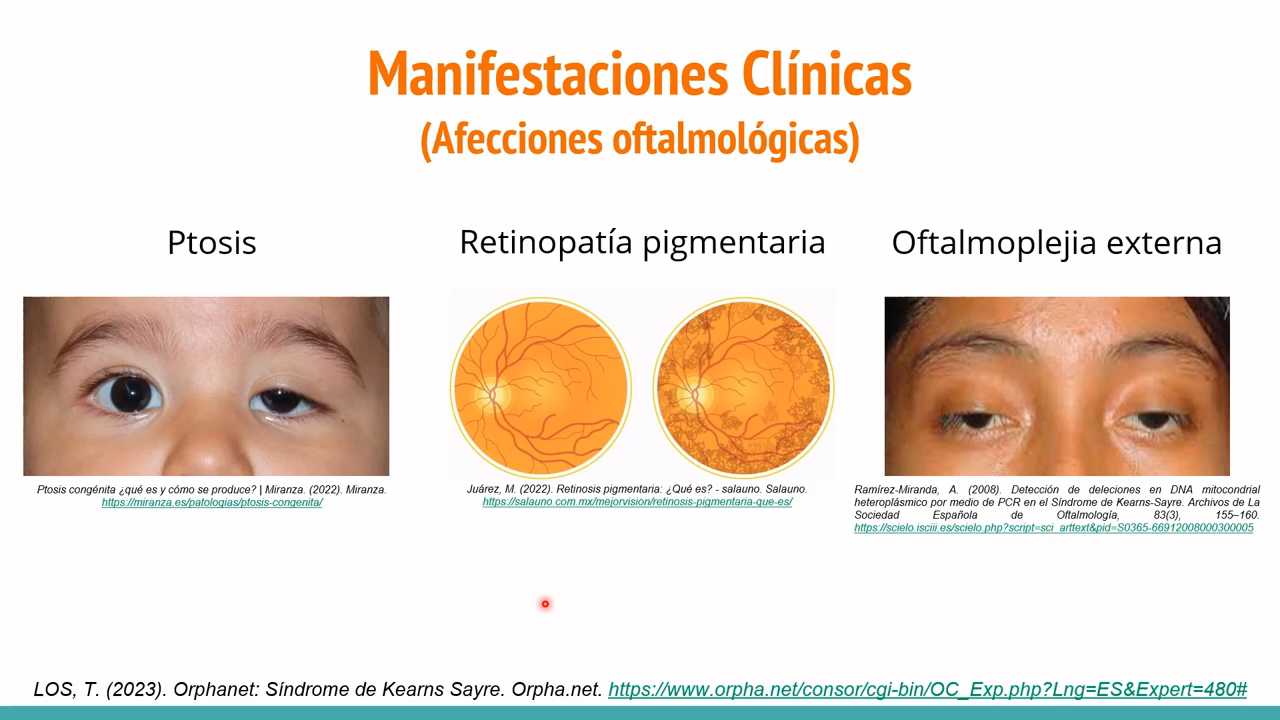 Manifestaciones Clínicas
(Afecciones oftalmológicas)
Ptosis
Retinopatía pigmentaria
Oftalmoplejia externa
Ptosis congénita ¿qué es y cómo se produce? | Miranza. (2022). Miranza.
https://miranza.es/patologias/ptosis-congenita/
Juárez, M. (2022). Retinosis pigmentaria: ¿Qué es? - salauno. Salauno.
https://salauno.com.mx/mejorvision/retinosis-pigmentaria-que-es/
Ramírez-Miranda, A. (2008). Detección de deleciones en DNA mitocondrial
heteroplásmico por medio de PCR en el Síndrome de Kearns-Sayre. Archivos de La
Sociedad Española de Oftalmología, 83(3), 155–160.
https://scielo.isciii.es/scielo.php?script=sci_arttext&pid=S0365-66912008000300005
LOS, T. (2023). Orphanet: Síndrome de Kearns Sayre. Orpha.net. https://www.orpha.net/consor/cgi-bin/OC_Exp.php?Lng=ES&Expert=480#